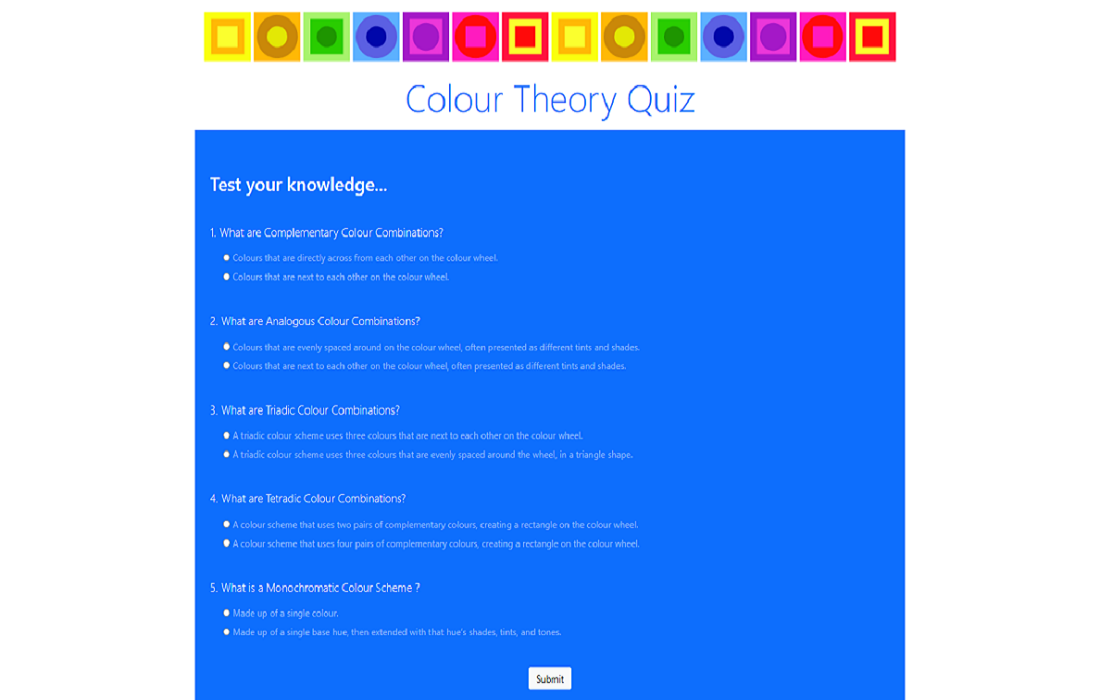 Colour Theory Quiz
Test your knowledge...
1. What are Complementary Colour Combinations?
Colours that are directly across from each other on the colour wheel.
Colours that are next to each other on the colour wheel.
2. What are Analogous Colour Combinations?
Colours that are evenly spaced around on the colour wheel, often presented as different tints and shades.
Colours that are next to each other on the colour wheel, often presented as different tints and shades.
3. What are Triadic Colour Combinations?
A triadic colour scheme uses three colours that are next to each other on the colour wheel.
A triadic colour scheme uses three colours that are evenly spaced around the wheel, in a triangle shape.
4. What are Tetradic Colour Combinations?
A colour scheme that uses two pairs of complementary colours, creating a rectangle on the colour wheel.
A colour scheme that uses four pairs of complementary colours, creating a rectangle on the colour wheel.
5. What is a Monochromatic Colour Scheme ?
Made up of a single colour.
Made up of a single base hue, then extended with that hue's shades, tints, and tones.
Submit